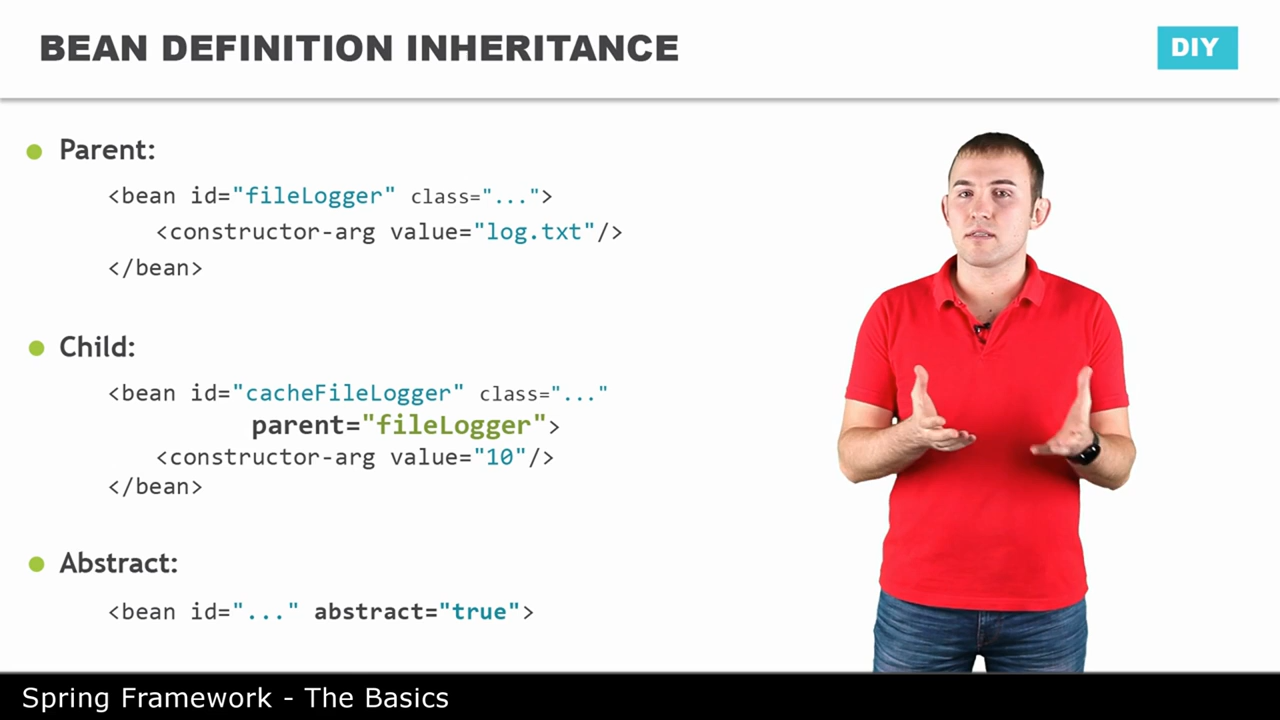 BEAN DEFINITION INHERITANCE
DIY
Parent:
<bean id="fileLogger" class="...">
<constructor-arg value="log.txt"/>
</bean>
Child:
<bean id="cacheFileLogger" class="..."
parent="fileLogger">
<constructor-arg value="10"/>
</bean>
Abstract:
<bean id="..." abstract="true">
Spring Framework - The Basics